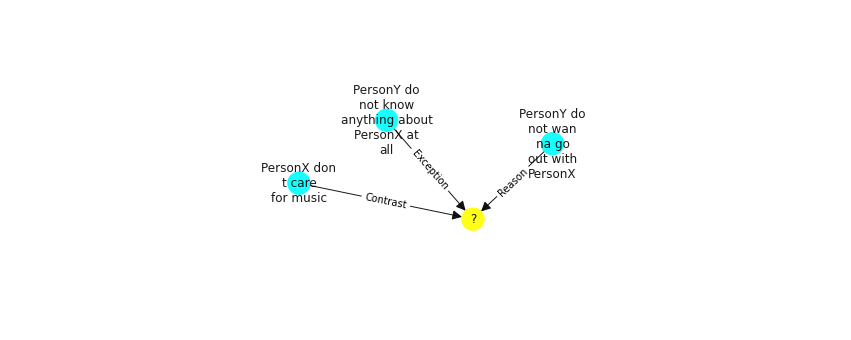 PersonY do
not know
anything about
PersonX at
all
PersonY do
not wan
na go
out with
PersonX
PersonX don
t care
for music
Exception
Reason
Contrast
?